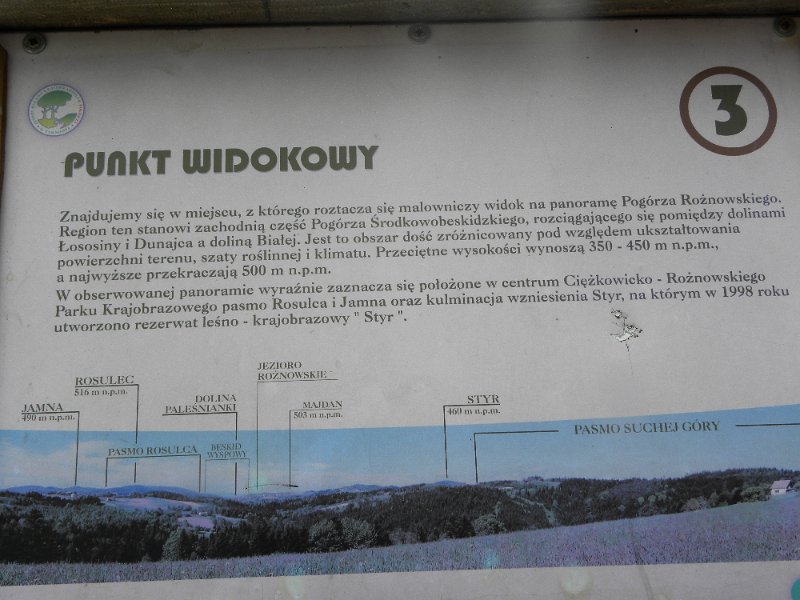 3
PUNKT WIDOKOWY
Znajdujemy się w miejscu, z którego roztacza się malowniczy widok na panoramę Pogórza Rożnowskiego.
Region ten stanowi zachodnią część Pogórza Środkowobeskidzkiego, rozciągającego się pomiędzy dolinami
Łososiny i Dunajca a doliną Białej. Jest to obszar dość zróżnicowany pod względem ukształtowania
powierzchni terenu, szaty roślinnej i klimatu. Przeciętne wysokości wynoszą 350 - 450 m n.p.m.,
a najwyższe przekraczają 500 m n.p.m.
W obserwowanej panoramie wyraźnie zaznacza się położone w centrum Ciężkowicko - Rożnowskiego
Parku Krajobrazowego pasmo Rosulca i Jamna oraz kulminacja wzniesienia Styr, na którym w 1998 roku
utworzono rezerwat leśno - krajobrazowy " Styr ".
JEZIORO
ROŻNOWSKIE
ROSULEC
516 m n.p.m.
DOLINA
PALEŚNIANKI
JAMNA
490 m n.p.m.
MAJDAN
503 m n.p.m.
STYR
460 m n.p.m.
PASMO SUCHEJ GÓRY
PASMO ROSULCA
BESKID
WYSPOWY